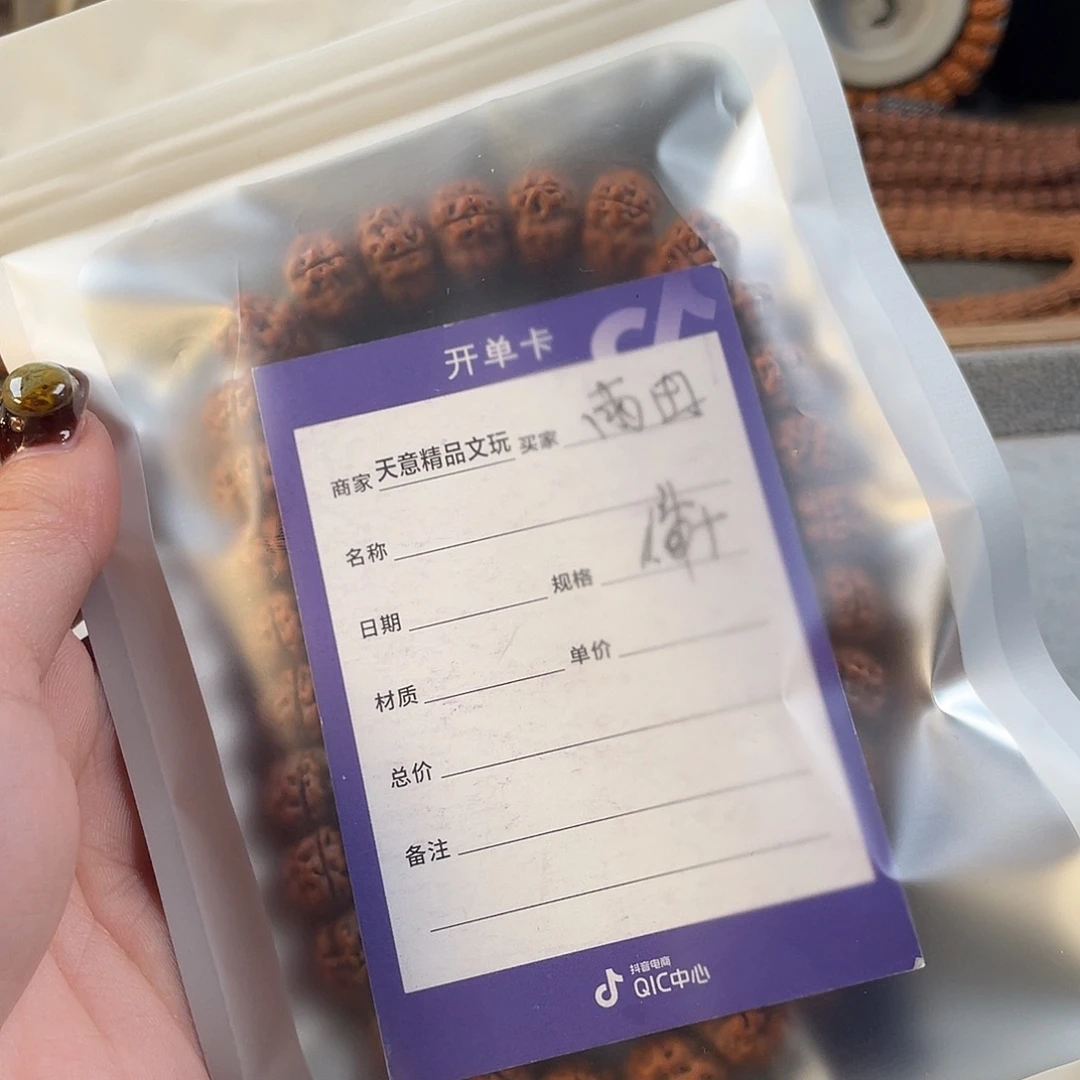 开单卡
商家 天意精品文玩 买家
名称
日期 规格
材质 单价
总价
备注
抖音电商
QIC中心